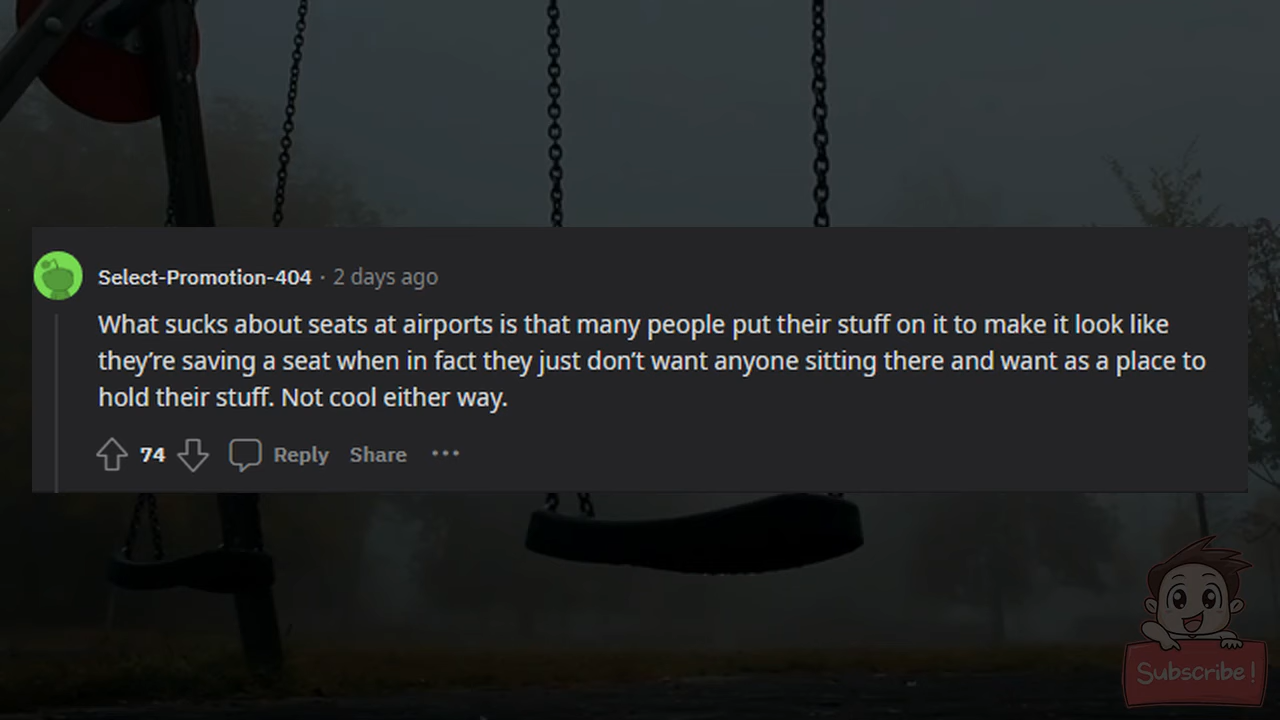 Select-Promotion-404 · 2 days ago
What sucks about seats at airports is that many people put their stuff on it to make it look like
they’re saving a seat when in fact they just don’t want anyone sitting there and want as a place to
hold their stuff. Not cool either way.
74 Reply Share ···
Subscribe!